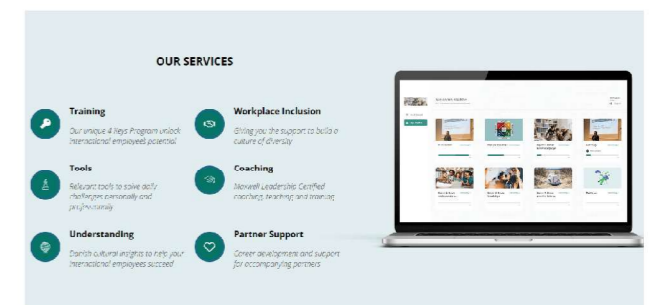 OUR SERVICES
Training
Our unique 4 Keys Program unlock
international employees potential
Workplace Inclusion
Giving you the support to build a
culture of diversity
Tools
Relevant tools to solve daily
challenges personally and
professionally
Coaching
Maxwell Leadership Certified
coaching, teaching and training
Understanding
Danish cultural insights to help your
international employees succeed
Partner Support
Career development and support
for accompanying partners